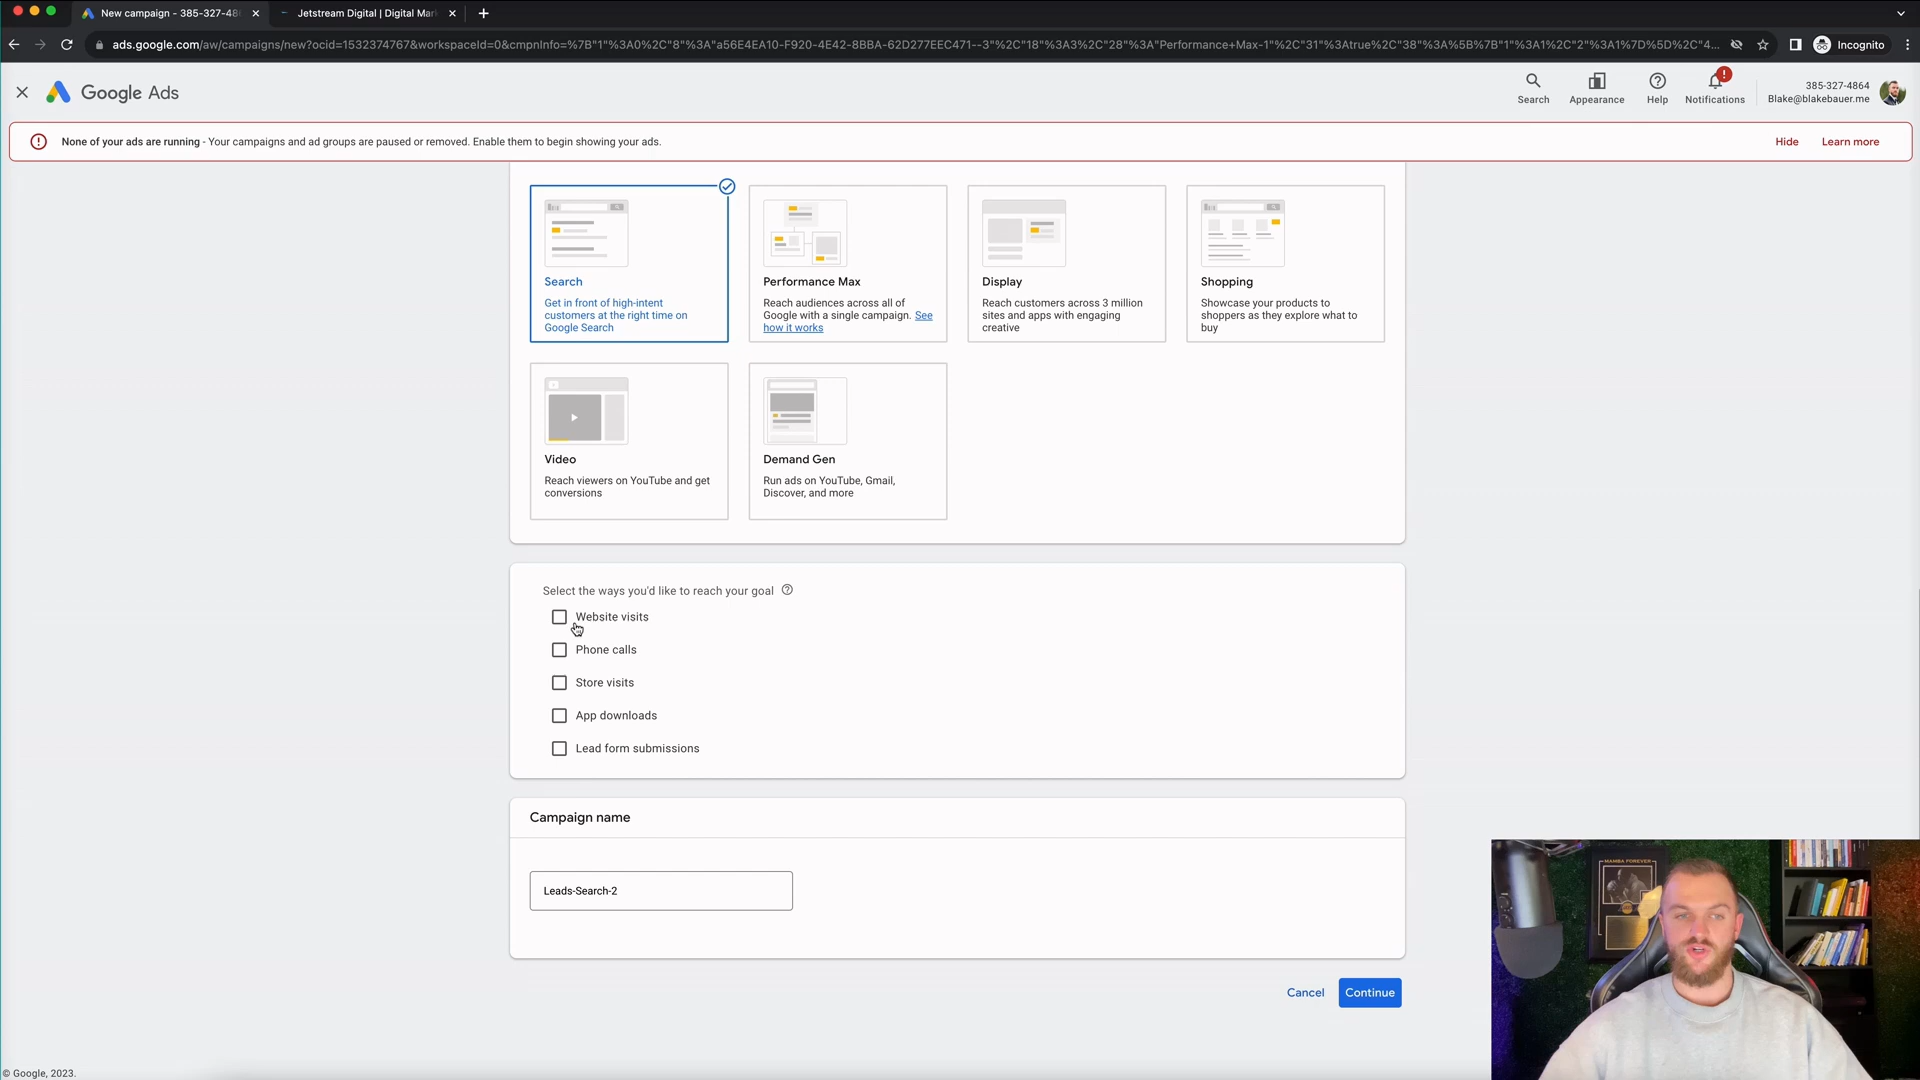 New campaign - 385-327-48
Jetstream Digital | Digital Mar
ads.google.com/aw/campaigns/new?ocid=1532374767&workspaceId=0&cmpnInfo=%7B"1"%3A0%2C"8"%3A"a56E4EA10-F920-4E42-8BBA-62D277EEC471--3"%2C"18"%3A3%2C"28"%3A"Performance+Max-1"%2C"31"%3Atrue%2C"38"%3A%5B%7B"1"%3A1%2C"2"%3A1%7D%5D%2C"4...
Incognito
Google Ads
Search
Appearance
Help
Notifications
385-327-4864
Blake@blakebauer.me
None of your ads are running - Your campaigns and ad groups are paused or removed. Enable them to begin showing your ads.
Hide
Learn more
Search
Get in front of high-intent
customers at the right time on
Google Search
Performance Max
Reach audiences across all of
Google with a single campaign. See
how it works
Display
Reach customers across 3 million
sites and apps with engaging
creative
Shopping
Showcase your products to
shoppers as they explore what to
buy
Video
Reach viewers on YouTube and get
conversions
Demand Gen
Run ads on YouTube, Gmail,
Discover, and more
Select the ways you'd like to reach your goal
Website visits
Phone calls
Store visits
App downloads
Lead form submissions
Campaign name
Leads-Search-2
Cancel
Continue
MAMBA FOREVER
© Google, 2023.